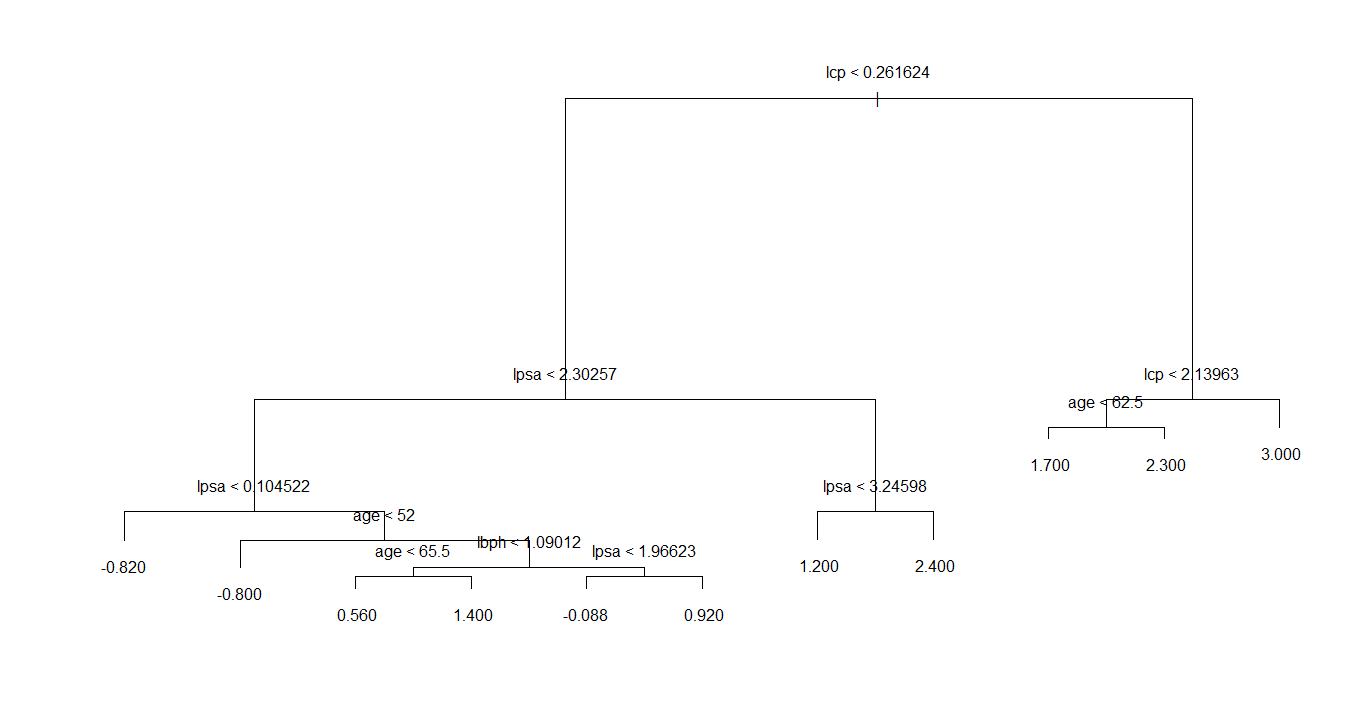 lcp < 0.261624
lpsa < 2.30257
lcp < 2.13963
age < 62.5
1.700
2.300
3.000
lpsa < 0.104522
lpsa < 3.24598
age < 52
lbph < 1.09012
age < 65.5
lpsa < 1.96623
-0.820
1.200
2.400
-0.800
0.560
1.400
-0.088
0.920